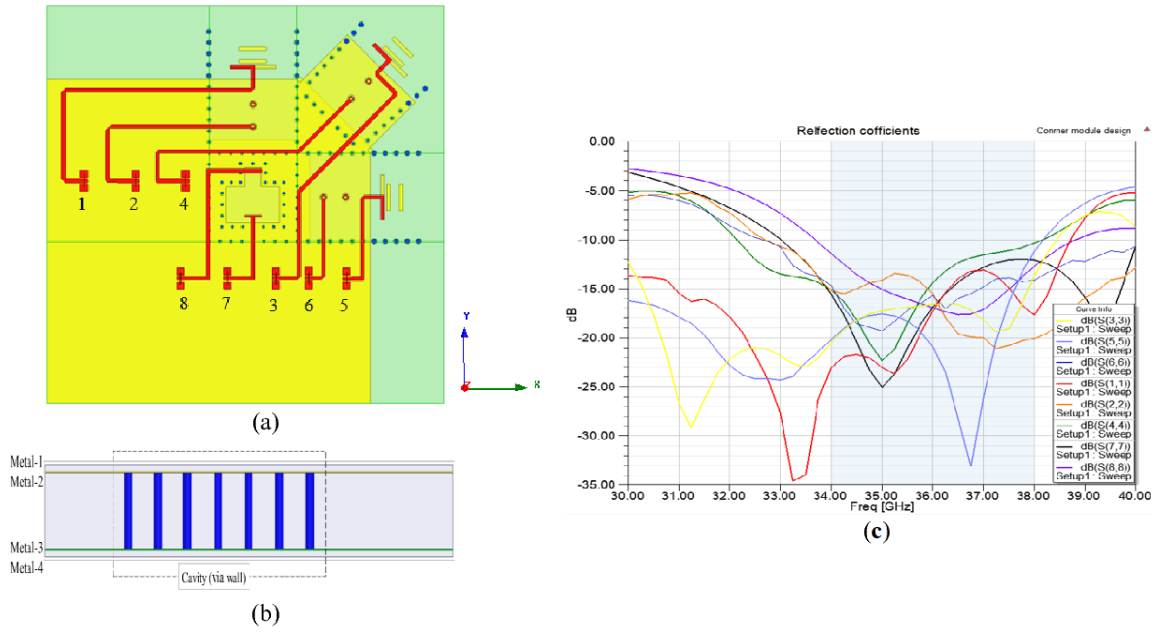 1 2 4
8 7 3 6 5
Y
Z
X
(a)
Metal-1
Metal-2
Metal-3
Metal-4
Cavity (via wall)
(b)
Relfection cofficients
Conner module design
0.00
-5.00
-10.00
-15.00
-20.00
-25.00
-30.00
-35.00
dB
30.00 31.00 32.00 33.00 34.00 35.00 36.00 37.00 38.00 39.00 40.00
Freq [GHz]
Curve Info
dB(S(3,3))
Setup1 : Sweep
dB(S(5,5))
Setup1 : Sweep
dB(S(6,6))
Setup1 : Sweep
dB(S(1,1))
Setup1 : Sweep
dB(S(2,2))
Setup1 : Sweep
dB(S(4,4))
Setup1 : Sweep
dB(S(7,7))
Setup1 : Sweep
dB(S(8,8))
Setup1 : Sweep
(c)